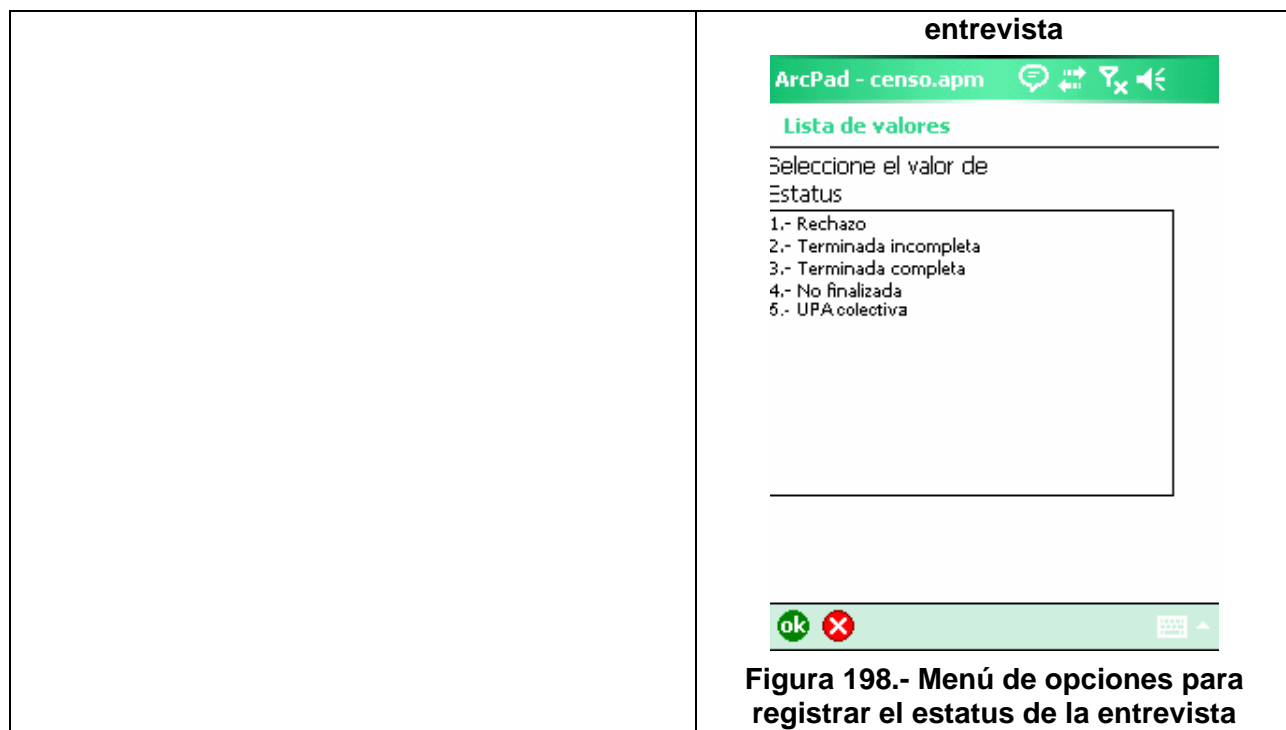 entrevista
ArcPad - censo.apm
Lista de valores
Seleccione el valor de
Estatus
1.- Rechazo
2.- Terminada incompleta
3.- Terminada completa
4.- No finalizada
5.- UPA colectiva
ok
Figura 198.- Menú de opciones para
registrar el estatus de la entrevista